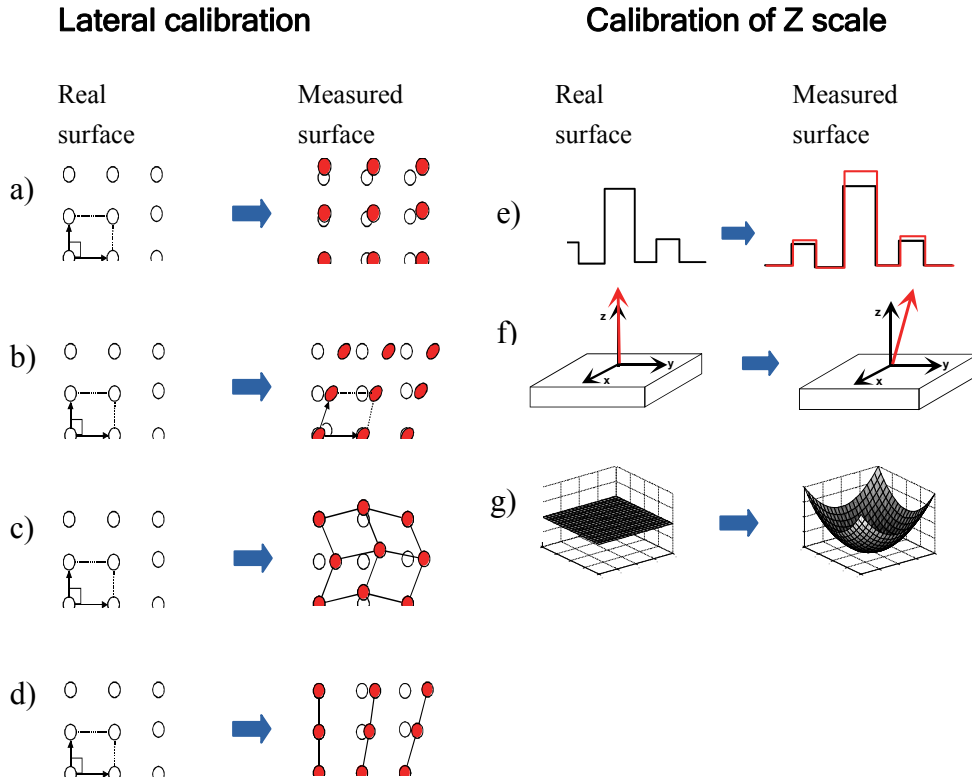 Lateral calibration
Real
surface
Measured
surface
a)
b)
c)
d)
Calibration of Z scale
Real
surface
Measured
surface
e)
f)
z
y
x
z
y
x
g)